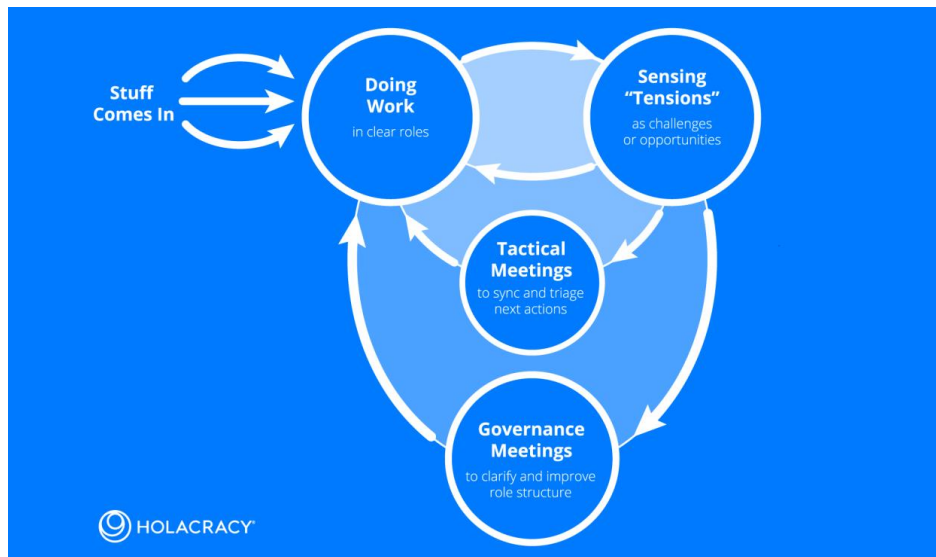 Stuff
Comes In
Doing
Work
in clear roles
Sensing
“Tensions”
as challenges
or opportunities
Tactical
Meetings
to sync and triage
next actions
Governance
Meetings
to clarify and improve
role structure
HOLACRACY®